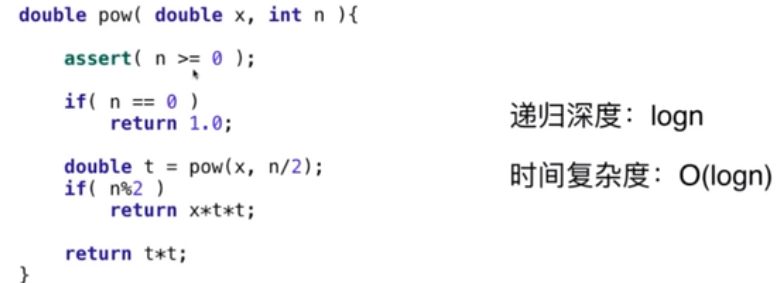 double pow( double x, int n ){
assert( n >= 0 );
if( n == 0 )
return 1.0;
double t = pow(x, n/2);
if( n%2 )
return x*t*t;
return t*t;
}
递归深度：logn
时间复杂度：O(logn)